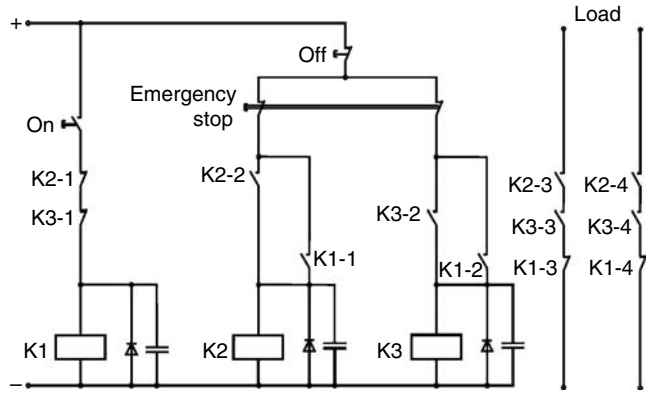 Load
+
Off
Emergency
stop
On
K2-1
K2-2
K2-3
K2-4
K3-1
K3-2
K3-3
K3-4
K1-1
K1-2
K1-3
K1-4
K1
K2
K3
–